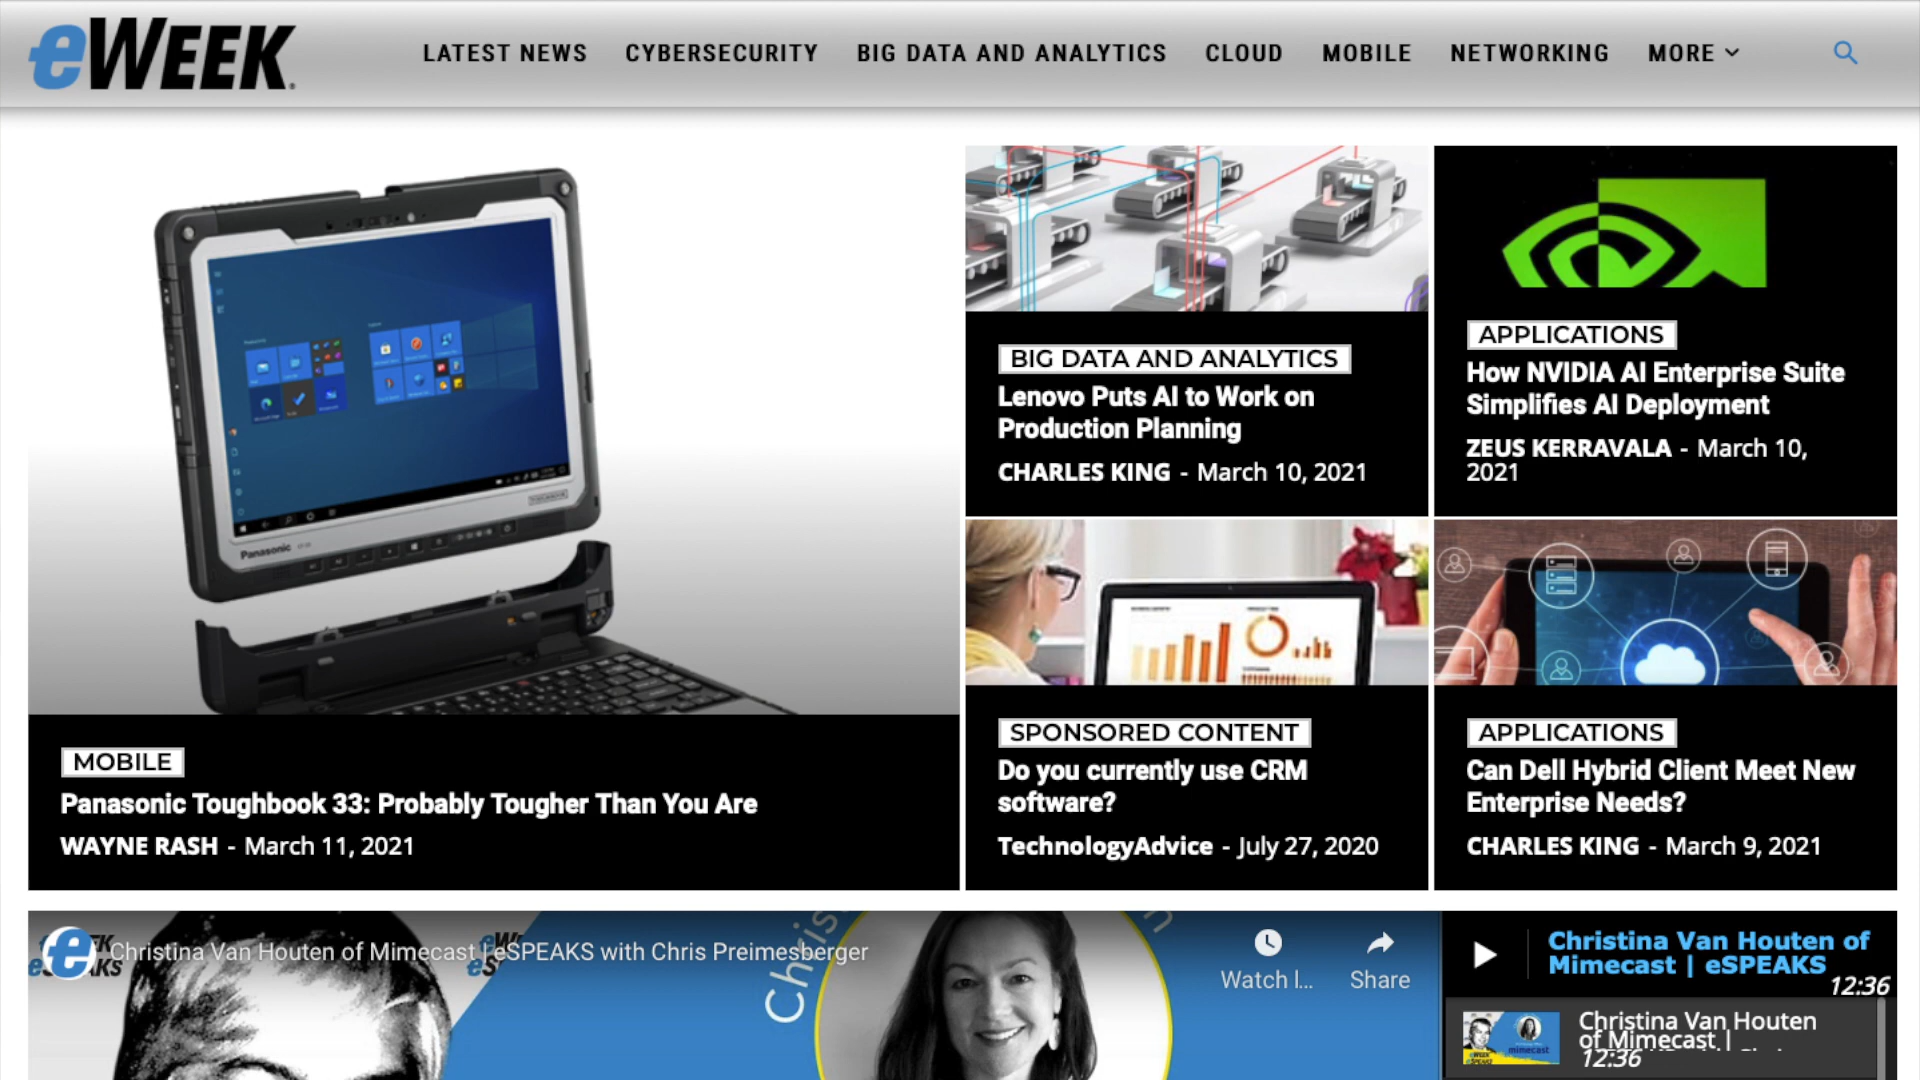 eWEEK.
LATEST NEWS CYBERSECURITY BIG DATA AND ANALYTICS CLOUD MOBILE NETWORKING MORE
Panasonic
MOBILE
Panasonic Toughbook 33: Probably Tougher Than You Are
WAYNE RASH - March 11, 2021
BIG DATA AND ANALYTICS
Lenovo Puts AI to Work on
Production Planning
CHARLES KING - March 10, 2021
APPLICATIONS
How NVIDIA AI Enterprise Suite
Simplifies AI Deployment
ZEUS KERRAVALA - March 10,
2021
SPONSORED CONTENT
Do you currently use CRM
software?
TechnologyAdvice - July 27, 2020
APPLICATIONS
Can Dell Hybrid Client Meet New
Enterprise Needs?
CHARLES KING - March 9, 2021
Christina Van Houten of Mimecast | eSPEAKS with Chris Preimesberger
Watch l...
Share
Christina Van Houten of
Mimecast | eSPEAKS
12:36
Christina Van Houten
of Mimecast |
12:36
mimecast